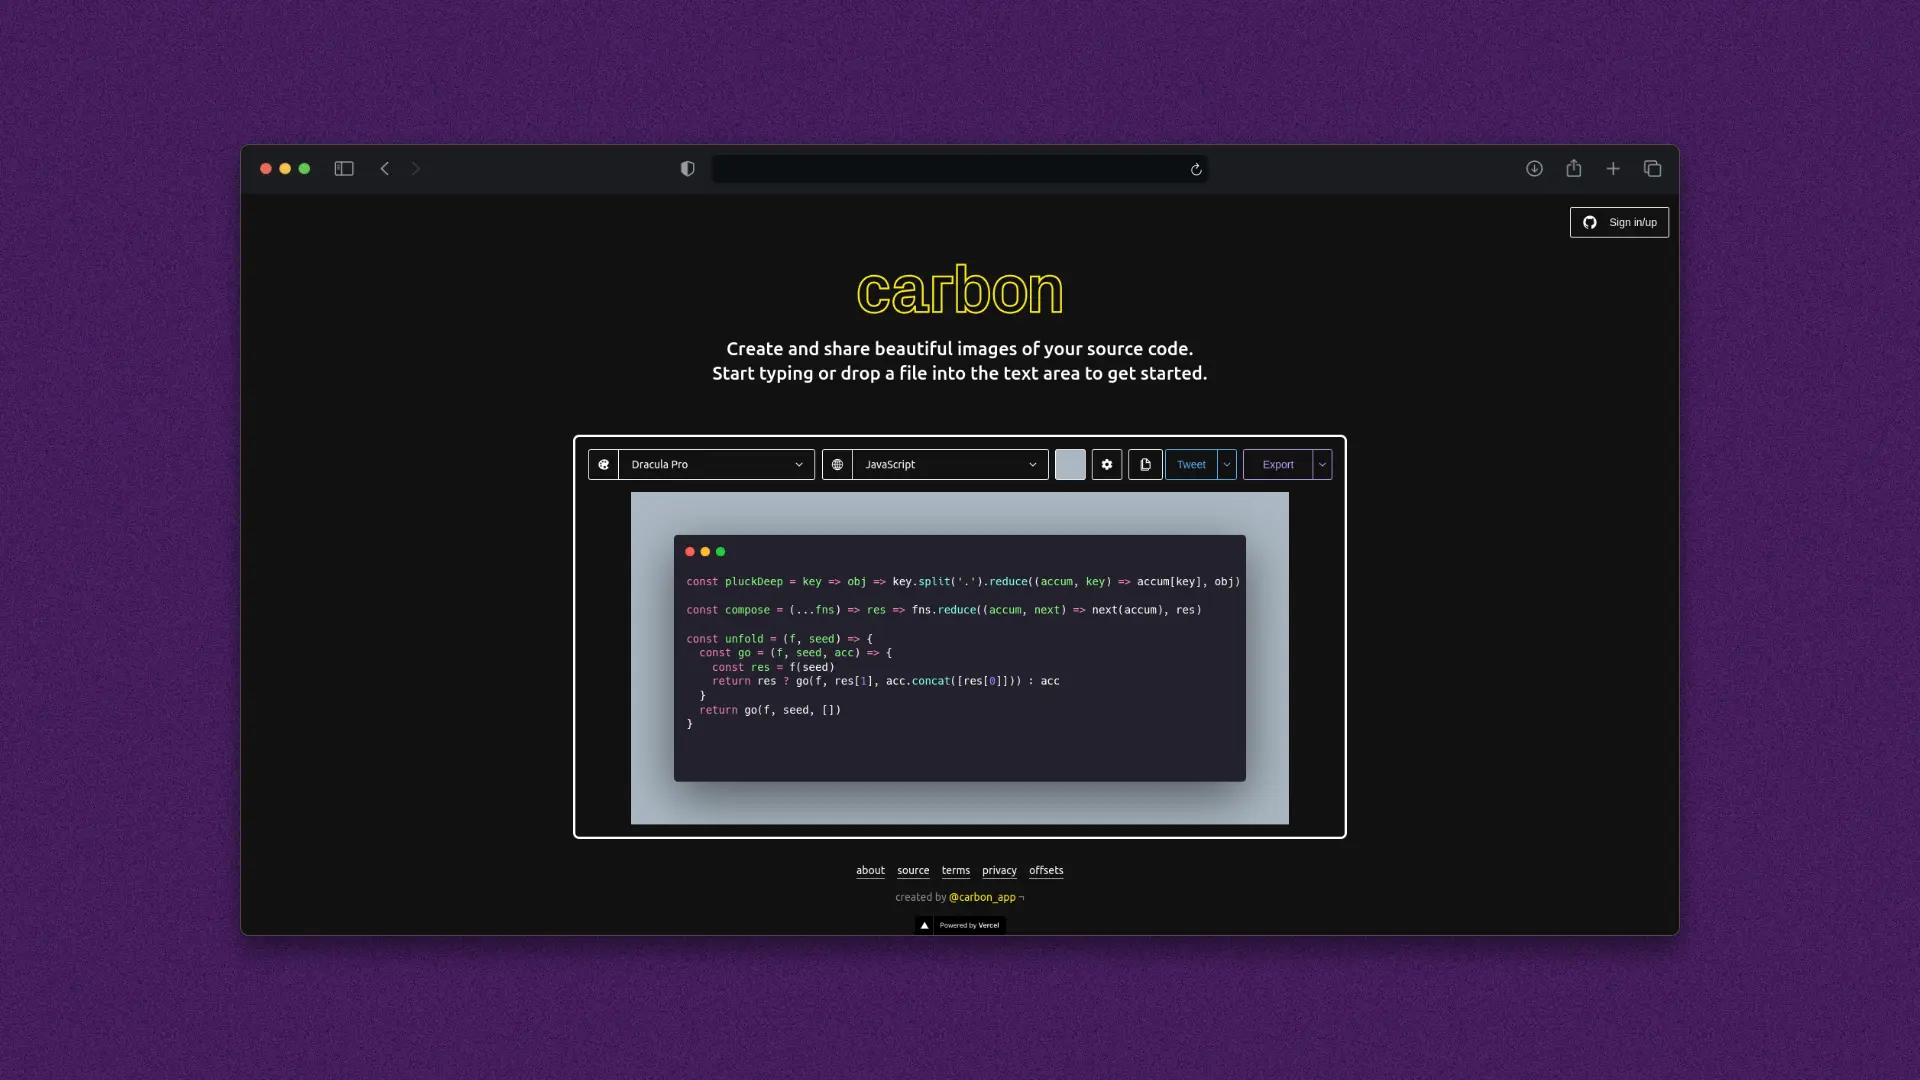 Sign in/up
carbon
Create and share beautiful images of your source code.
Start typing or drop a file into the text area to get started.
Dracula Pro
JavaScript
Tweet
Export
const pluckDeep = key => obj => key.split('.').reduce((accum, key) => accum[key], obj)
const compose = (...fns) => res => fns.reduce((accum, next) => next(accum), res)
const unfold = (f, seed) => {
  const go = (f, seed, acc) => {
    const res = f(seed)
    return res ? go(f, res[1], acc.concat([res[0]])) : acc
  }
  return go(f, seed, [])
}
about source terms privacy offsets
created by @carbon_app ¬
Powered by Vercel